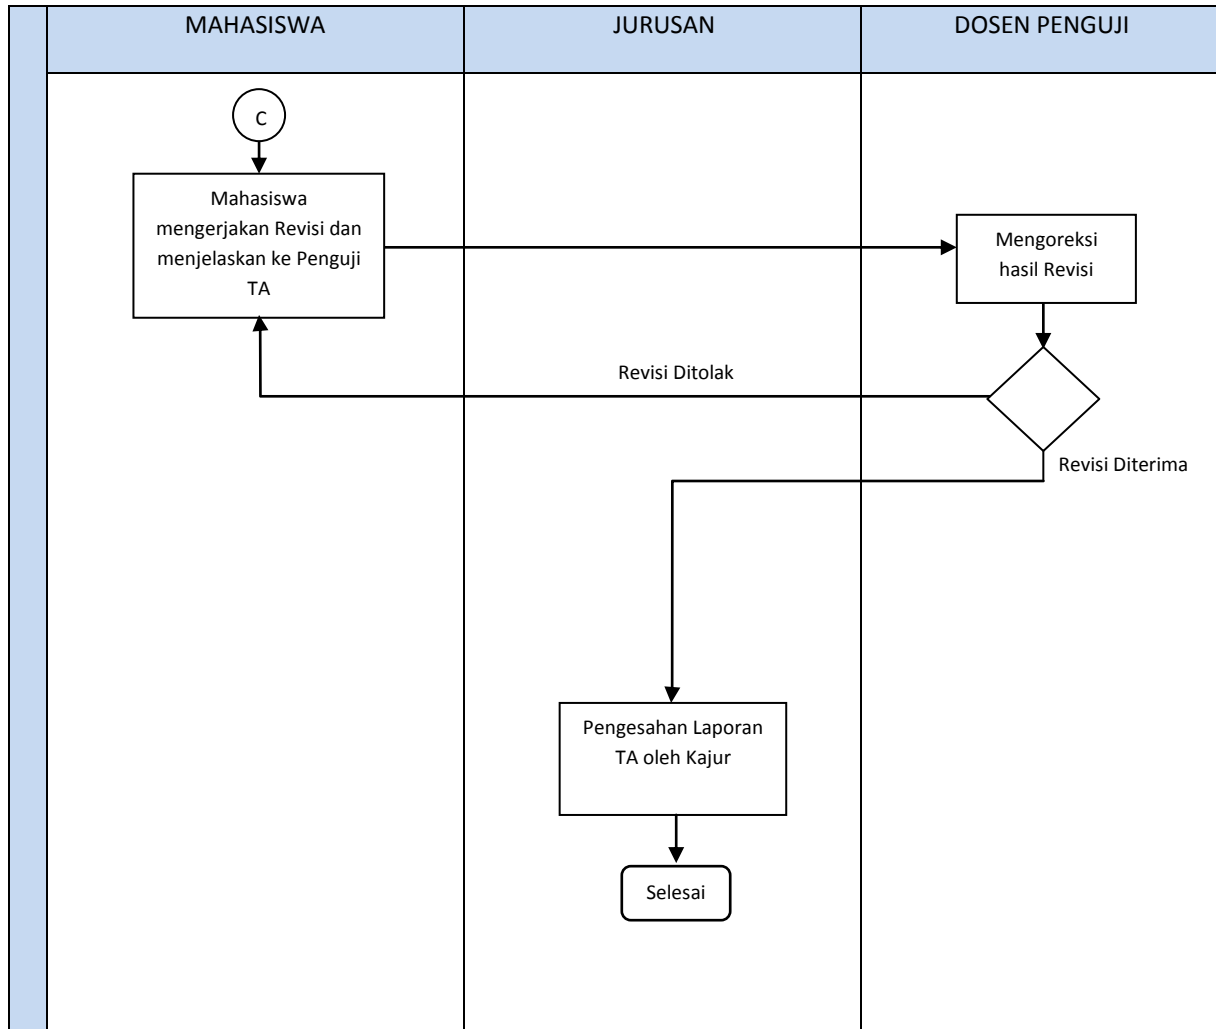 MAHASISWA
JURUSAN
DOSEN PENGUJI
C
Mahasiswa
mengerjakan Revisi dan
menjelaskan ke Penguji
TA
Mengoreksi
hasil Revisi
Revisi Ditolak
Revisi Diterima
Pengesahan Laporan
TA oleh Kajur
Selesai